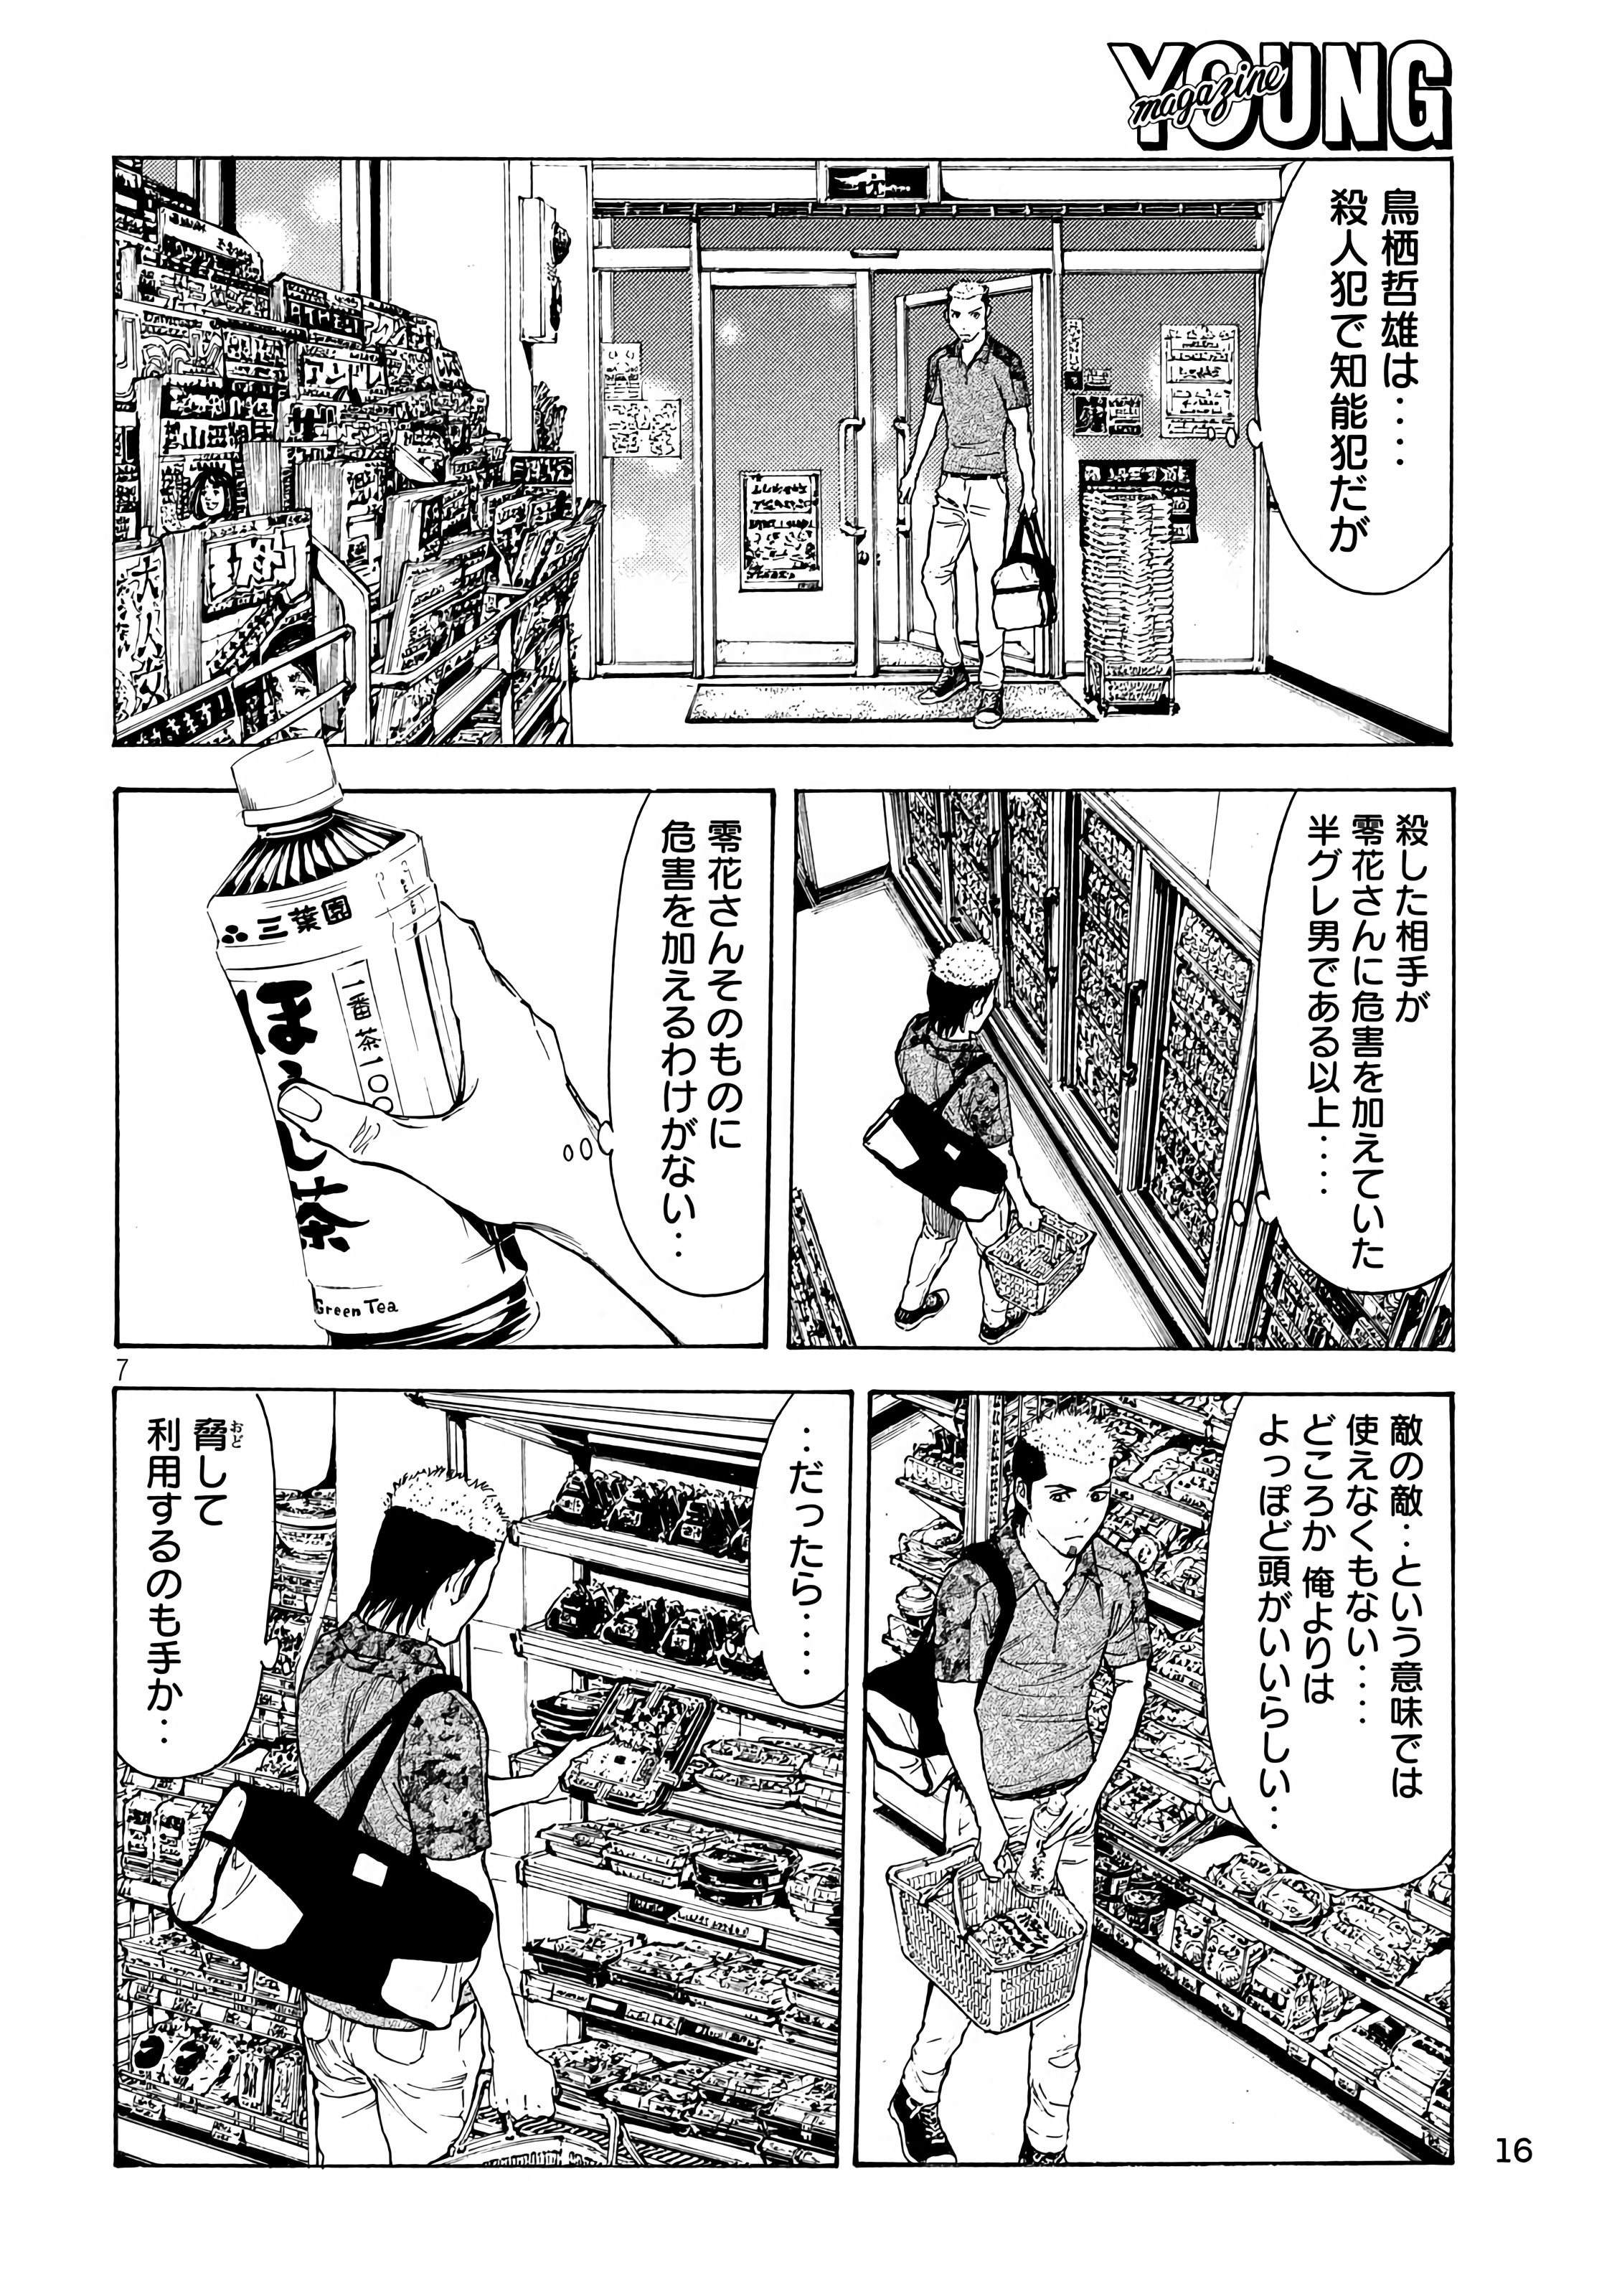 YOUNG
magazine
鳥栖哲雄は‥‥
殺人犯で知能犯だが
殺した相手が
零花さんに危害を加えていた
半グレ男である以上‥‥
零花さんそのものに
危害を加えるわけがない‥
三葉園
一番茶100
ほうじ茶
Green Tea
7
敵の敵‥という意味では
使えなくもない‥‥
どころか 俺よりは
よっぽど頭がいいらしい‥
‥だったら‥‥
脅して
おど
利用するのも手か‥
16